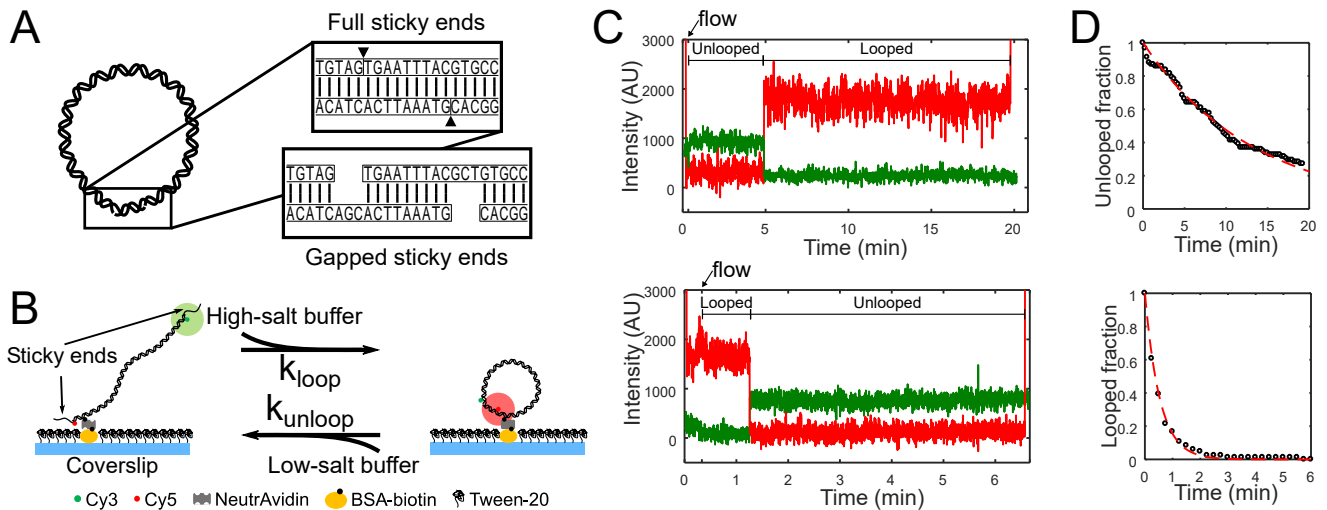 A
Full sticky ends
TGTAGTGAATTTACGTGCC
ACATCACTTAAATGCACGG
TGTAG TGAATTTACGCTGTGCC
ACATCAGCACTTAAATG CACGG
Gapped sticky ends
B
High-salt buffer
Sticky ends
k_loop
k_unloop
Coverslip
Low-salt buffer
Cy3 Cy5 NeutrAvidin BSA-biotin Tween-20
C
flow
3000
Unlooped Looped
2000
1000
0
Intensity (AU)
0 5 10 15 20
Time (min)
flow
3000
Looped Unlooped
2000
1000
0
Intensity (AU)
0 1 2 3 4 5 6
Time (min)
D
1
0.8
0.6
0.4
0.2
0
Unlooped fraction
0 5 10 15 20
Time (min)
1
0.8
0.6
0.4
0.2
0
Looped fraction
0 1 2 3 4 5 6
Time (min)